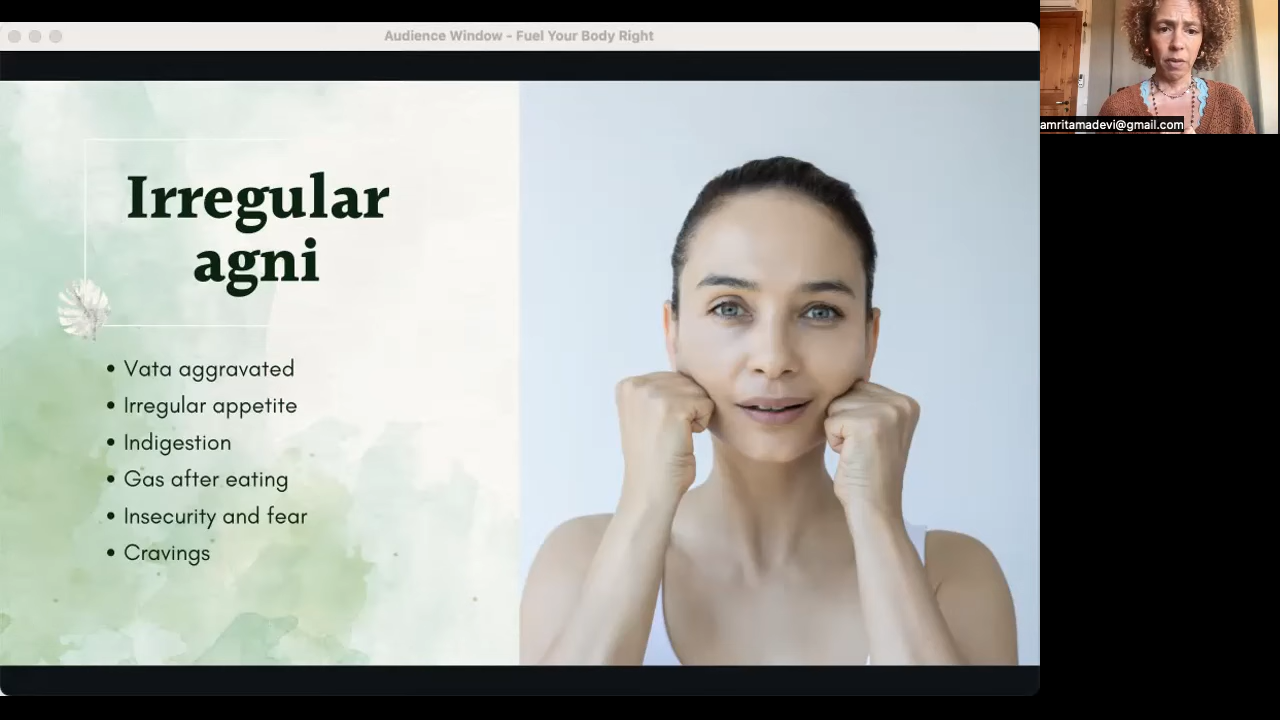 Audience Window - Fuel Your Body Right
amritamadevi@gmail.com
Irregular
agni
• Vata aggravated
• Irregular appetite
• Indigestion
• Gas after eating
• Insecurity and fear
• Cravings